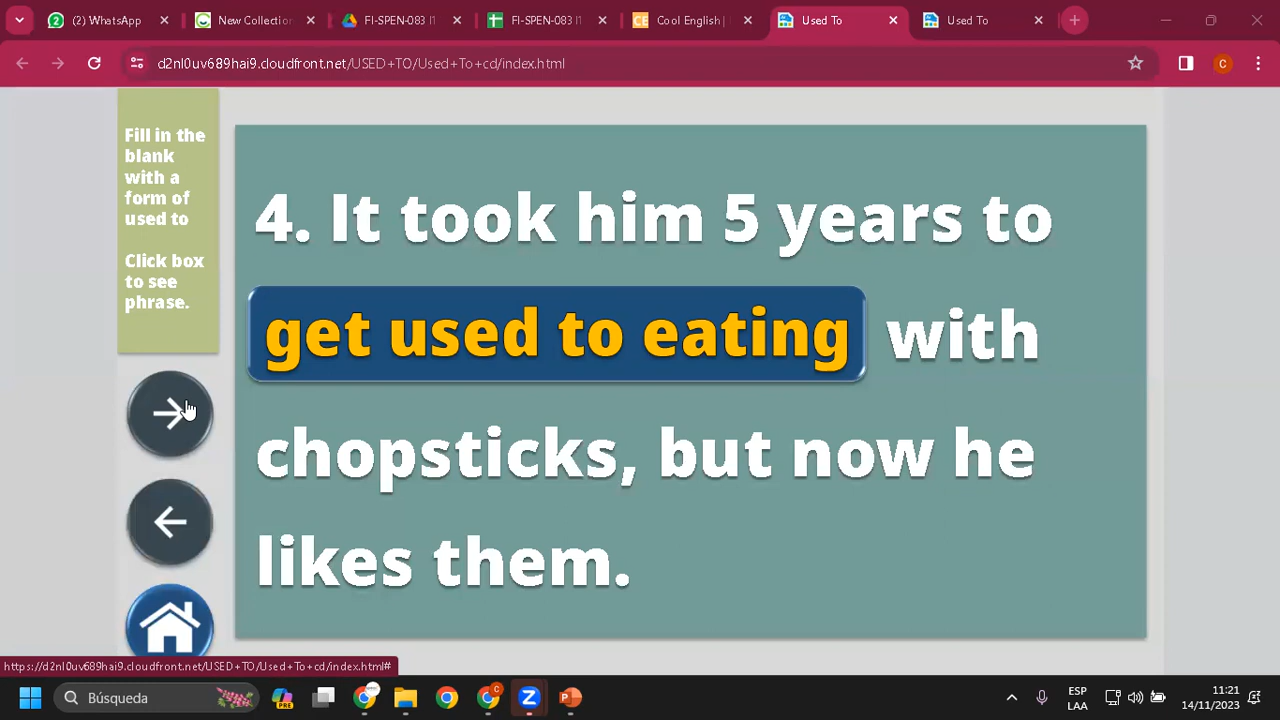 (2) WhatsApp
New Collection
FI-SPEN-083 IT
FI-SPEN-083 IT
Cool English |
Used To
Used To
d2nl0uv689hai9.cloudfront.net/USED+TO/Used+To+cd/index.html
Fill in the
blank
with a
form of
used to
Click box
to see
phrase.
4. It took him 5 years to
get used to eating with
chopsticks, but now he
likes them.
https://d2nl0uv689hai9.cloudfront.net/USED+TO/Used+To+cd/index.html#
Búsqueda
PRE
ESP
LAA
11:21
14/11/2023